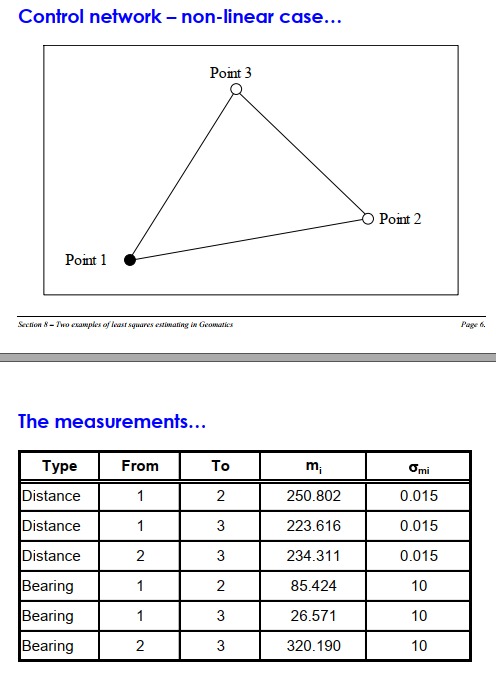 Control network – non-linear case…
Point 3
Point 2
Point 1
Section 8 – Two examples of least squares estimating in Geomatics Page 6.
The measurements…
Type From To mᵢ σₘᵢ
Distance 1 2 250.802 0.015
Distance 1 3 223.616 0.015
Distance 2 3 234.311 0.015
Bearing 1 2 85.424 10
Bearing 1 3 26.571 10
Bearing 2 3 320.190 10